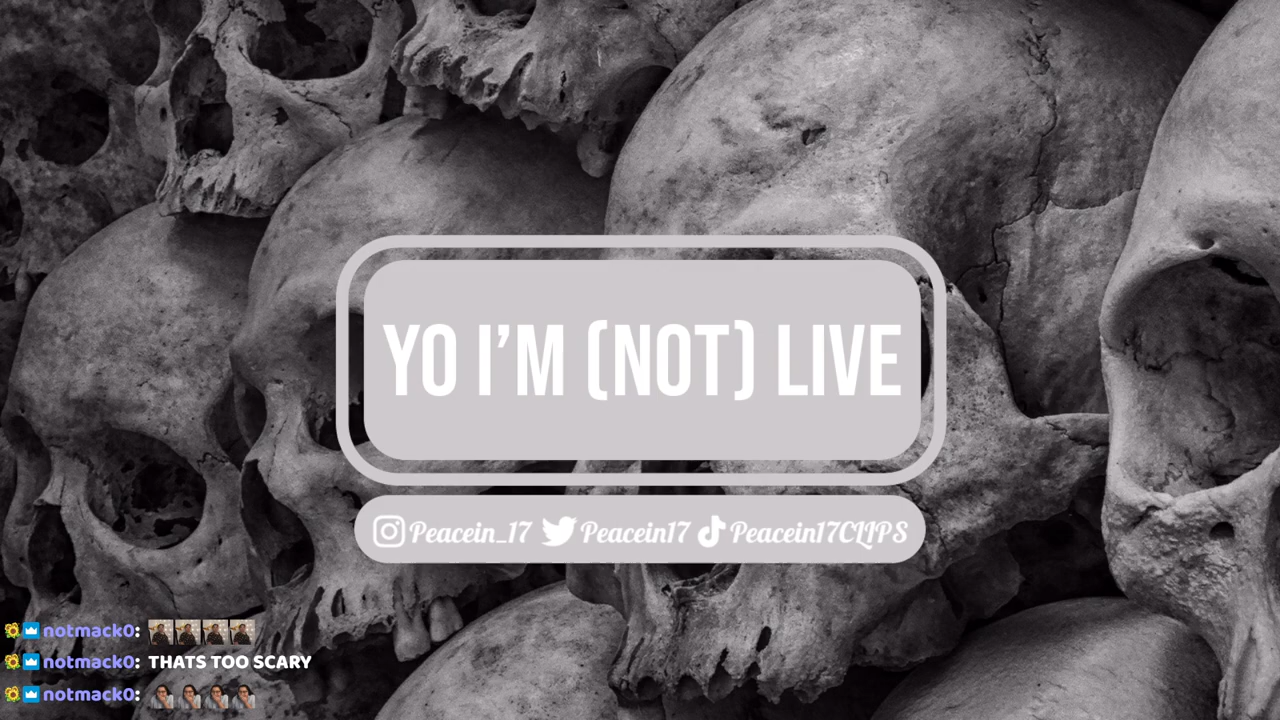 YO I'M (NOT) LIVE
Peacein_17 Peacein17 Peacein17CLIPS
notmack0:
notmack0: THATS TOO SCARY
notmack0: